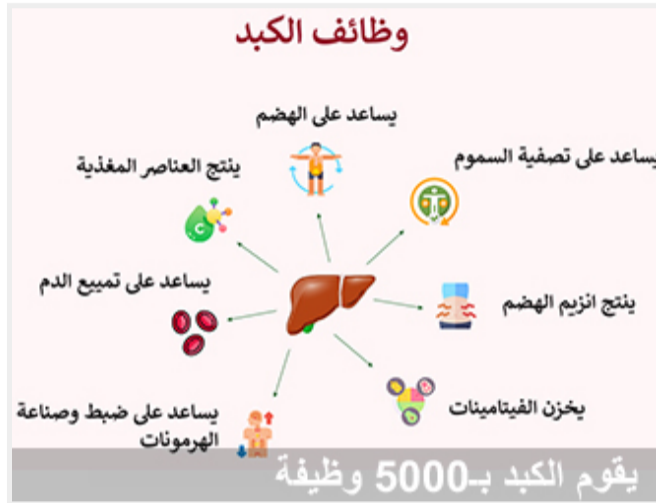 وظائف الكبد
يساعد على الهضم
يساعد على تصفية السموم
ينتج العناصر المغذية
يساعد على تمييع الدم
ينتج انزيم الهضم
يخزن الفيتامينات
يساعد على ضبط وصناعة
الهرمونات
يقوم الكبد بـ5000 وظيفة
C